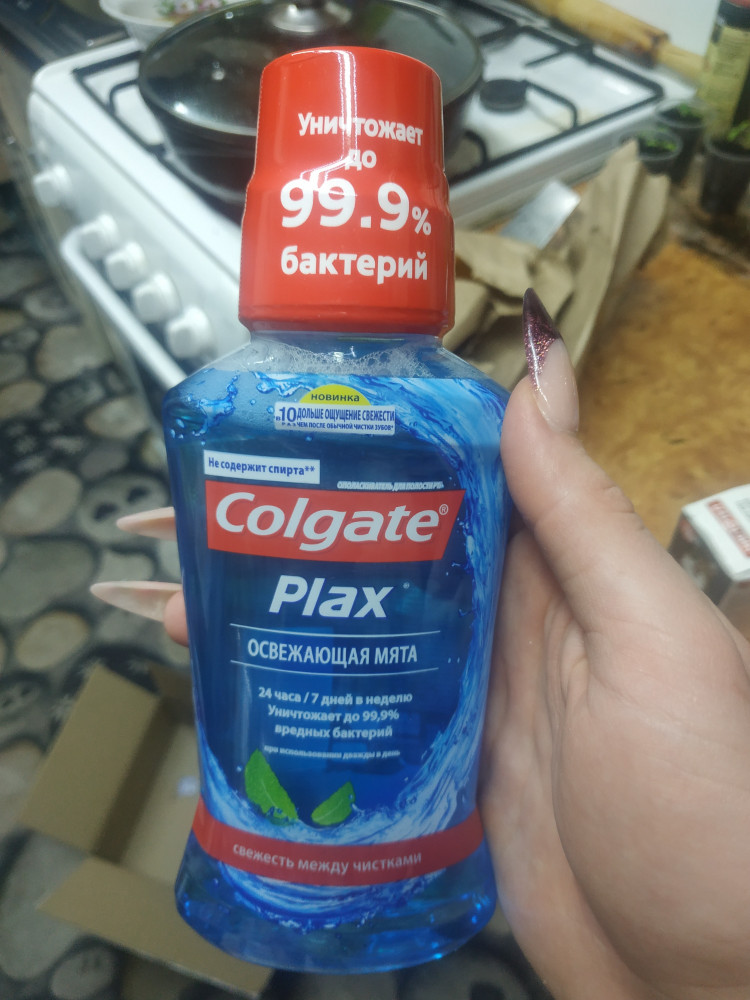 Уничтожает
до
99.9%
бактерий
НОВИНКА
10 ДОЛЬШЕ ОЩУЩЕНИЕ СВЕЖЕСТИ
ЧЕМ ПОСЛЕ ОБЫЧНОЙ ЧИСТКИ ЗУБОВ*
Не содержит спирта**
Colgate®
Plax®
ОСВЕЖАЮЩАЯ МЯТА
24 часа / 7 дней в неделю
Уничтожает до 99,9%
вредных бактерий
при использовании дважды в день
свежесть между чистками